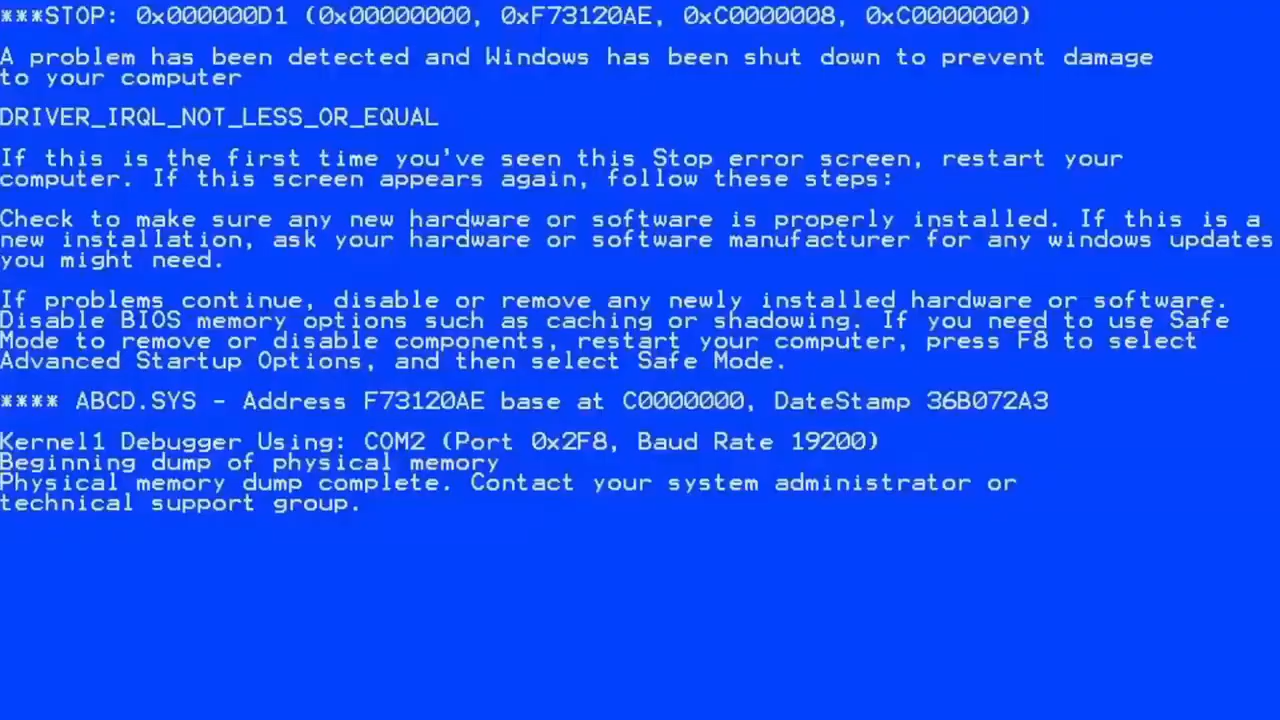 ***STOP: 0x000000D1 (0x00000000, 0xF73120AE, 0xC0000008, 0xC0000000)
A problem has been detected and Windows has been shut down to prevent damage
to your computer
DRIVER_IRQL_NOT_LESS_OR_EQUAL
If this is the first time you've seen this Stop error screen, restart your
computer. If this screen appears again, follow these steps:
Check to make sure any new hardware or software is properly installed. If this is a
new installation, ask your hardware or software manufacturer for any windows updates
you might need.
If problems continue, disable or remove any newly installed hardware or software.
Disable BIOS memory options such as caching or shadowing. If you need to use Safe
Mode to remove or disable components, restart your computer, press F8 to select
Advanced Startup Options, and then select Safe Mode.
**** ABCD.SYS - Address F73120AE base at C0000000, DateStamp 36B072A3
Kernel1 Debugger Using: COM2 (Port 0x2F8, Baud Rate 19200)
Beginning dump of physical memory
Physical memory dump complete. Contact your system administrator or
technical support group.